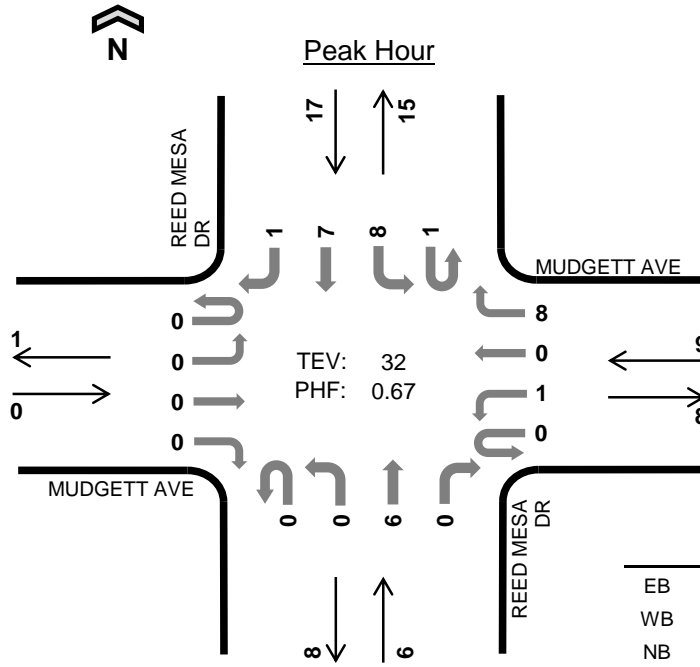 N
Peak Hour
17
15
REED MESA
DR
1
7
8
1
MUDGETT AVE
0
8
1
0
0
9
TEV: 32
PHF: 0.67
0
0
1
8
0
0
MUDGETT AVE
0
0
6
0
REED MESA
DR
8
6
EB
WB
NB